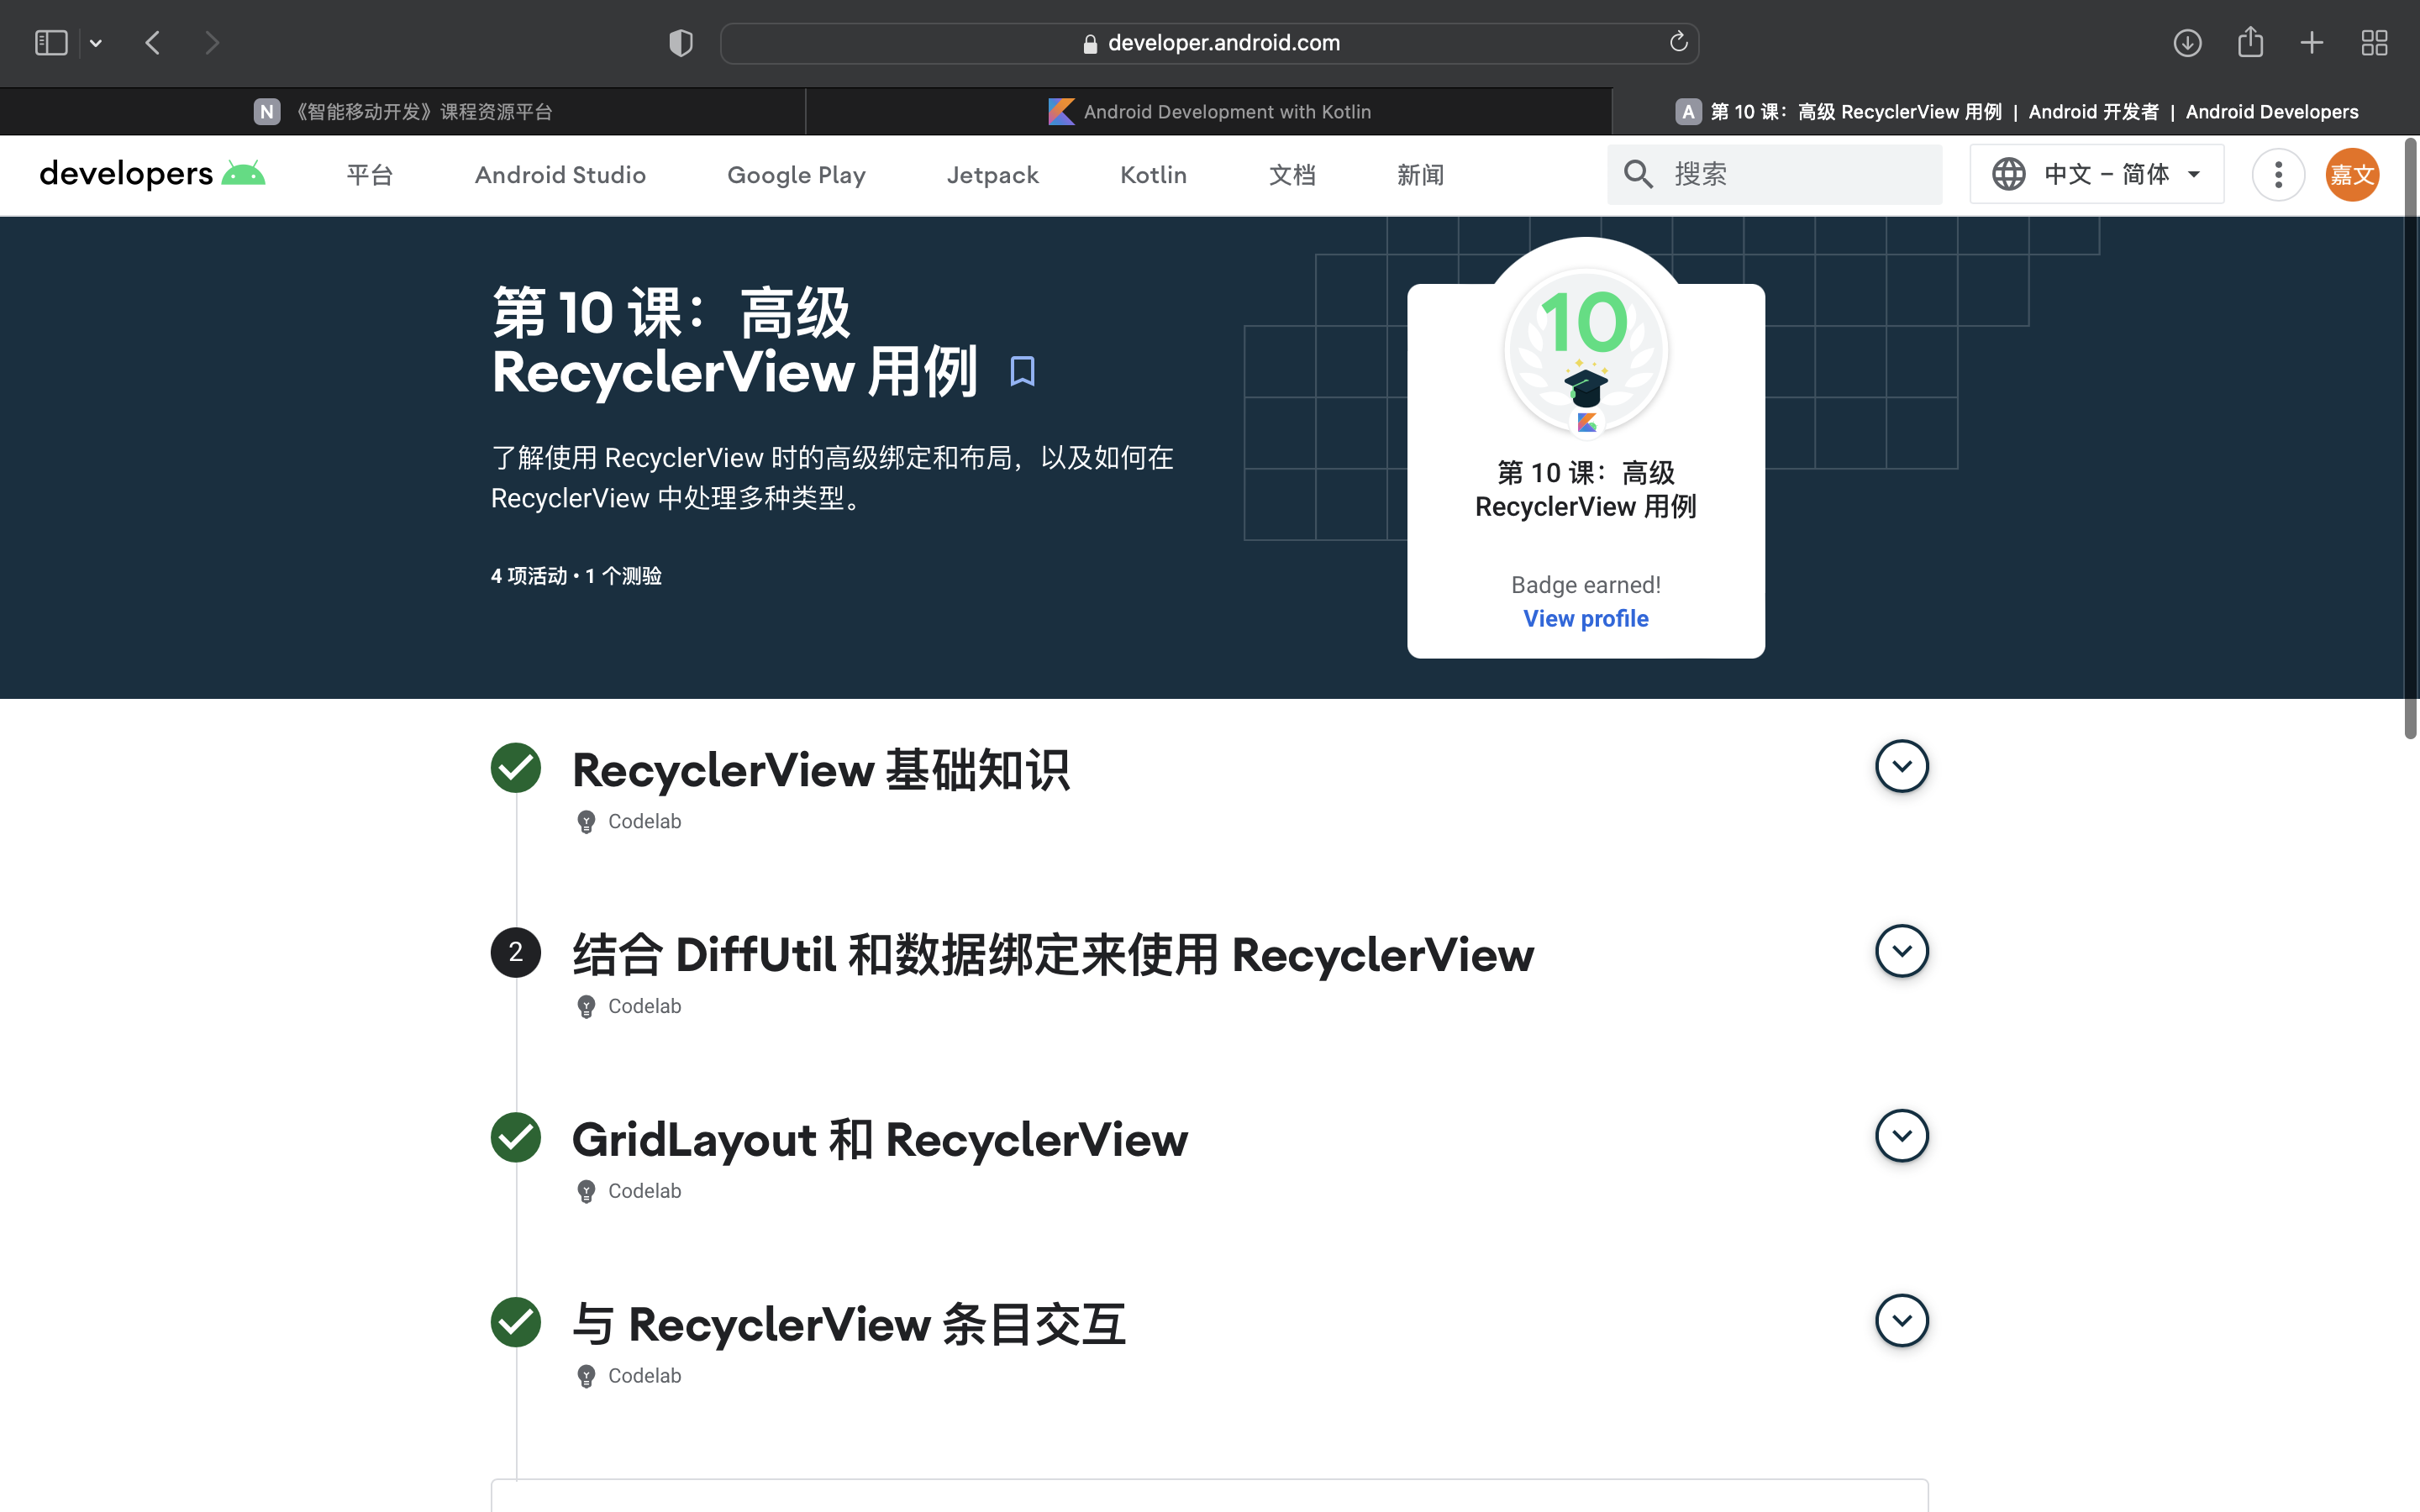 developer.android.com
N 《智能移动开发》课程资源平台
Android Development with Kotlin
A 第 10 课：高级 RecyclerView 用例 | Android 开发者 | Android Developers
developers 平台 Android Studio Google Play Jetpack Kotlin 文档 新闻 搜索 中文 – 简体 嘉文
第 10 课：高级
RecyclerView 用例
了解使用 RecyclerView 时的高级绑定和布局，以及如何在
RecyclerView 中处理多种类型。
4 项活动 • 1 个测验
10
第 10 课：高级
RecyclerView 用例
Badge earned!
View profile
RecyclerView 基础知识
Codelab
2 结合 DiffUtil 和数据绑定来使用 RecyclerView
Codelab
GridLayout 和 RecyclerView
Codelab
与 RecyclerView 条目交互
Codelab